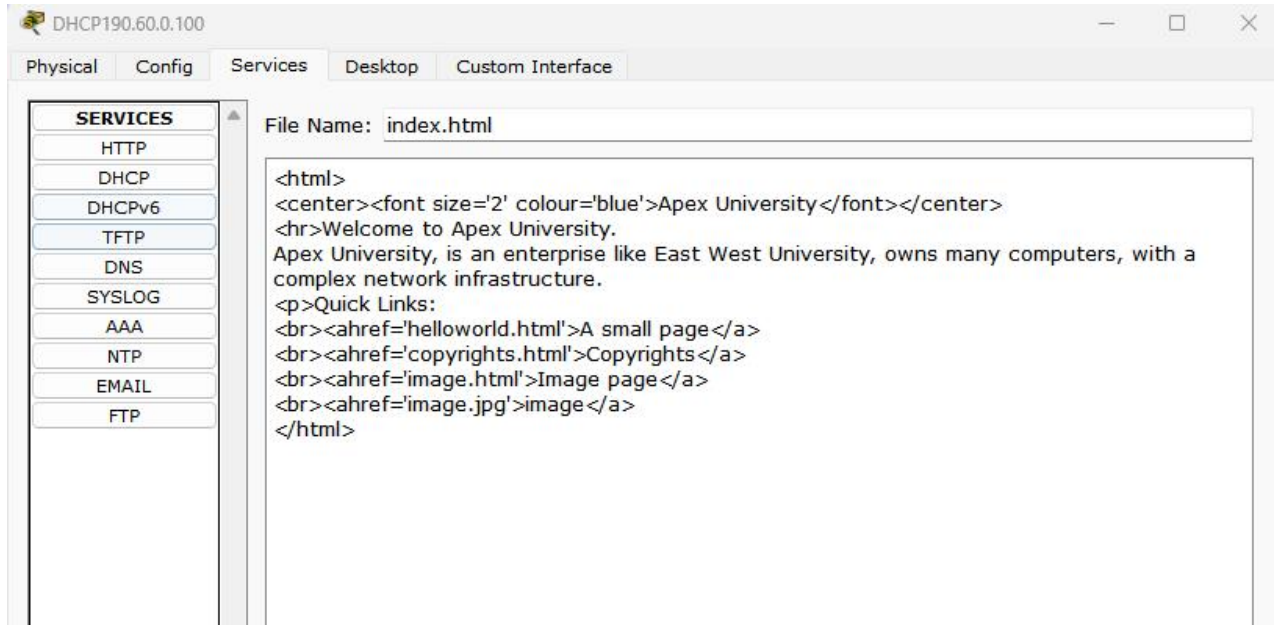 DHCP190.60.0.100
Physical Config Services Desktop Custom Interface
SERVICES
HTTP
DHCP
DHCPv6
TFTP
DNS
SYSLOG
AAA
NTP
EMAIL
FTP
File Name: index.html
<html>
<center><font size='2' colour='blue'>Apex University</font></center>
<hr>Welcome to Apex University.
Apex University, is an enterprise like East West University, owns many computers, with a
complex network infrastructure.
<p>Quick Links:
<br><ahref='helloworld.html'>A small page</a>
<br><ahref='copyrights.html'>Copyrights</a>
<br><ahref='image.html'>Image page</a>
<br><ahref='image.jpg'>image</a>
</html>